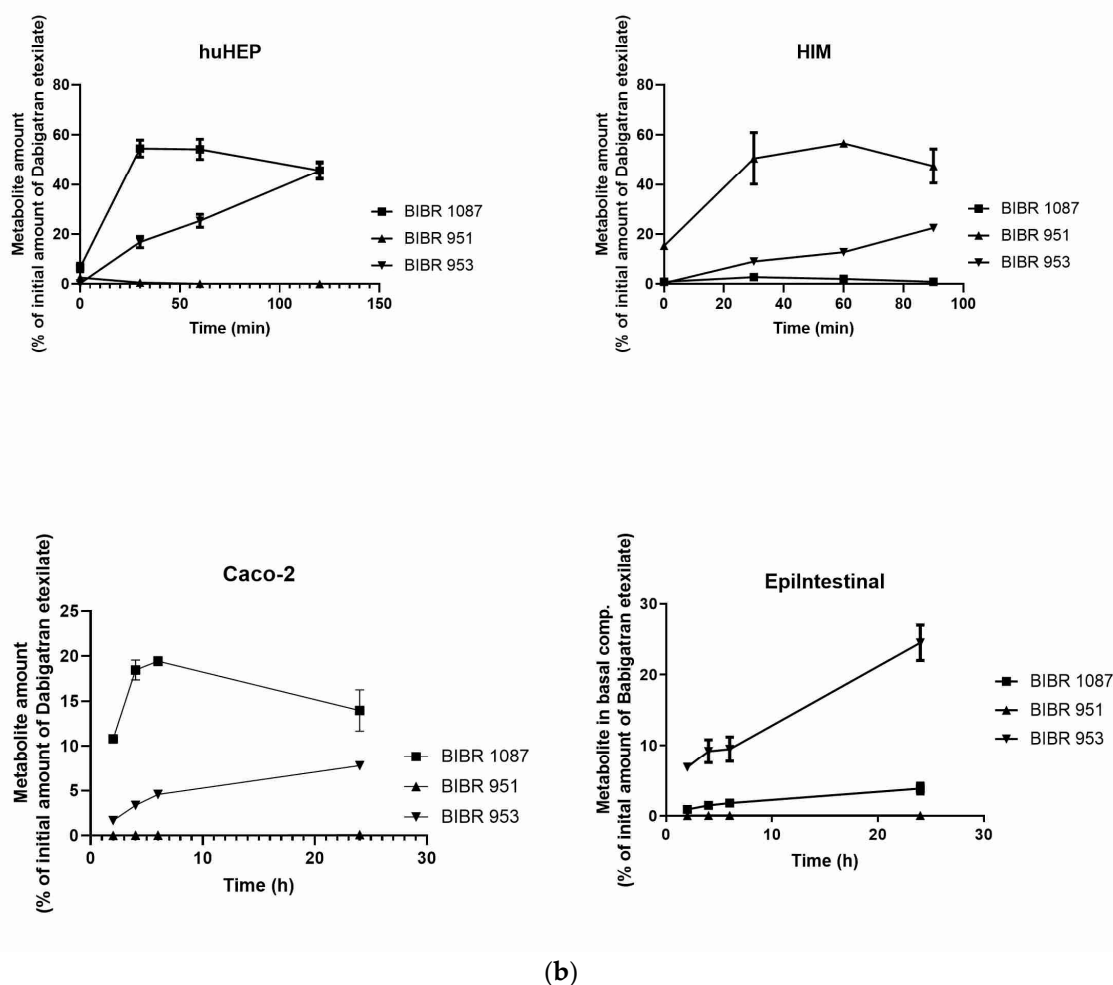 huHEP
Metabolite amount
(% of initial amount of Dabigatran etexilate)
80
60
40
20
0
0
50
100
150
Time (min)
BIBR 1087
BIBR 951
BIBR 953
HIM
Metabolite amount
(% of initial amount of Dabigatran etexilate)
80
60
40
20
0
0
20
40
60
80
100
Time (min)
BIBR 1087
BIBR 951
BIBR 953
Caco-2
Metabolite amount
(% of initial amount of Dabigatran etexilate)
25
20
15
10
5
0
0
10
20
30
Time (h)
BIBR 1087
BIBR 951
BIBR 953
EpiIntestinal
Metabolite in basal comp.
(% of inital amount of Babigatran etexilate)
30
20
10
0
10
20
30
Time (h)
BIBR 1087
BIBR 951
BIBR 953
(b)